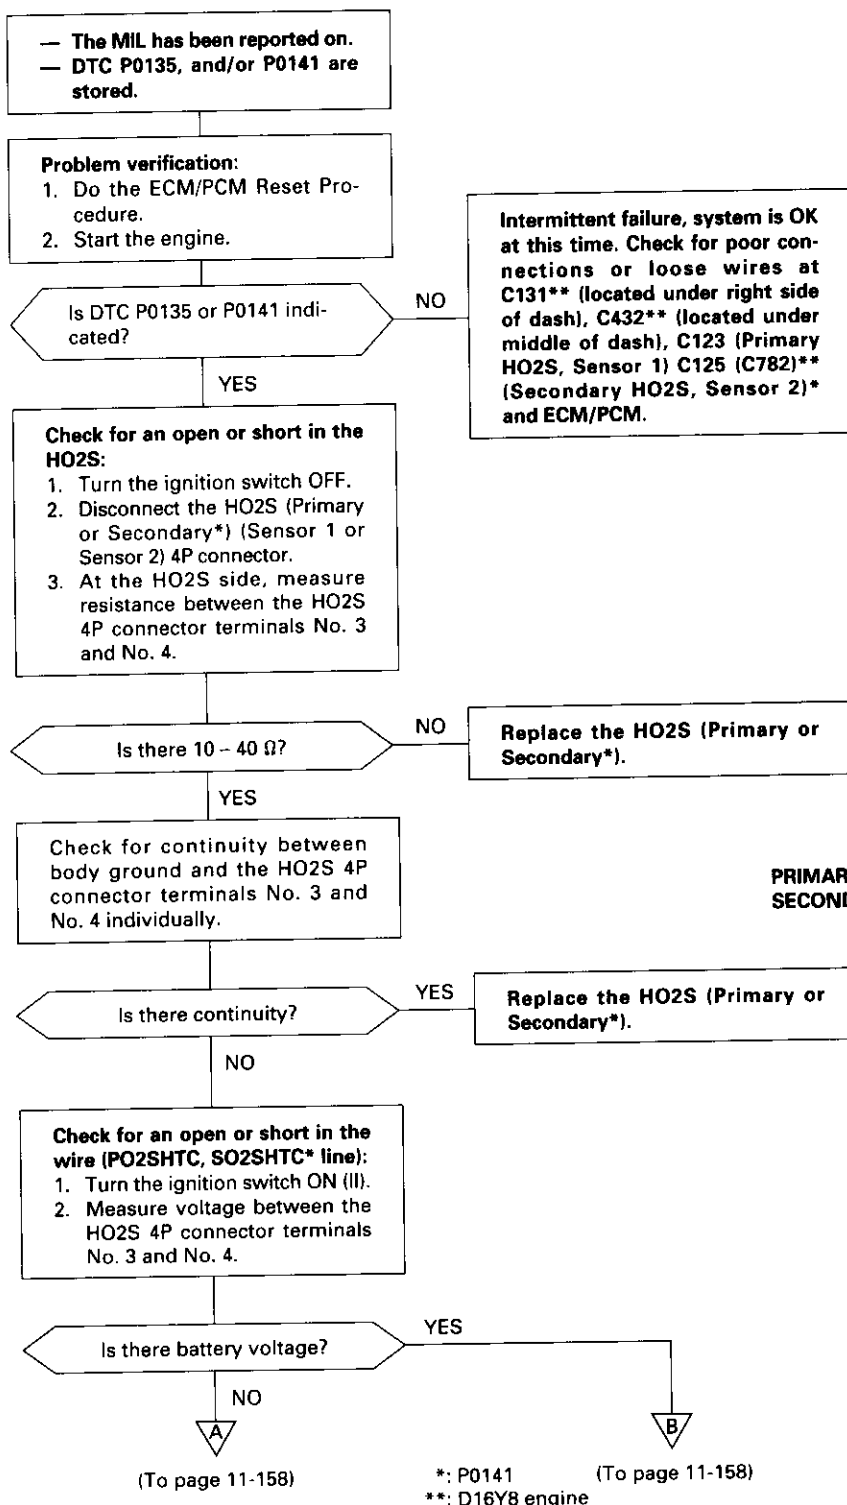 — The MIL has been reported on.
— DTC P0135, and/or P0141 are
stored.
Problem verification:
1. Do the ECM/PCM Reset Pro-
cedure.
2. Start the engine.
Is DTC P0135 or P0141 indi-
cated?
NO
Intermittent failure, system is OK
at this time. Check for poor con-
nections or loose wires at
C131** (located under right side
of dash), C432** (located under
middle of dash), C123 (Primary
HO2S, Sensor 1) C125 (C782)**
(Secondary HO2S, Sensor 2)*
and ECM/PCM.
YES
Check for an open or short in the
HO2S:
1. Turn the ignition switch OFF.
2. Disconnect the HO2S (Primary
or Secondary*) (Sensor 1 or
Sensor 2) 4P connector.
3. At the HO2S side, measure
resistance between the HO2S
4P connector terminals No. 3
and No. 4.
Is there 10 – 40 Ω?
NO
Replace the HO2S (Primary or
Secondary*).
YES
Check for continuity between
body ground and the HO2S 4P
connector terminals No. 3 and
No. 4 individually.
PRIMAR
SECOND
Is there continuity?
YES
Replace the HO2S (Primary or
Secondary*).
NO
Check for an open or short in the
wire (PO2SHTC, SO2SHTC* line):
1. Turn the ignition switch ON (II).
2. Measure voltage between the
HO2S 4P connector terminals
No. 3 and No. 4.
Is there battery voltage?
YES
NO
A
B
(To page 11-158)
(To page 11-158)
*: P0141
**: D16Y8 engine